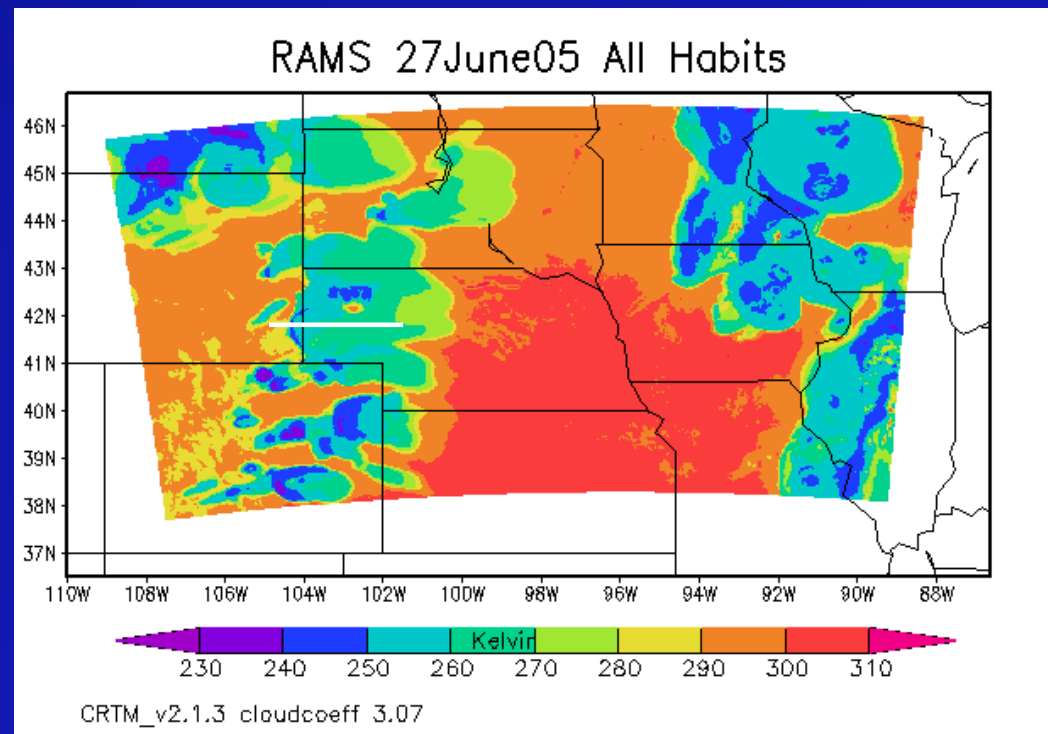 RAMS 27June05 All Habits
46N
45N
44N
43N
42N
41N
40N
39N
38N
37N
110W 108W 106W 104W 102W 100W 98W 96W 94W 92W 90W 88W
Kelvin
230 240 250 260 270 280 290 300 310
CRTM_v2.1.3 cloudcoeff 3.07